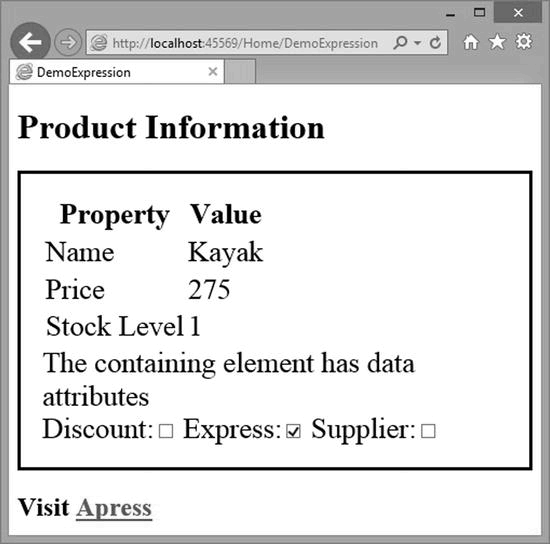 http://localhost:45569/Home/DemoExpression
DemoExpression
Product Information
Property Value
Name Kayak
Price 275
Stock Level 1
The containing element has data
attributes
Discount: Express: Supplier:
Visit Apress